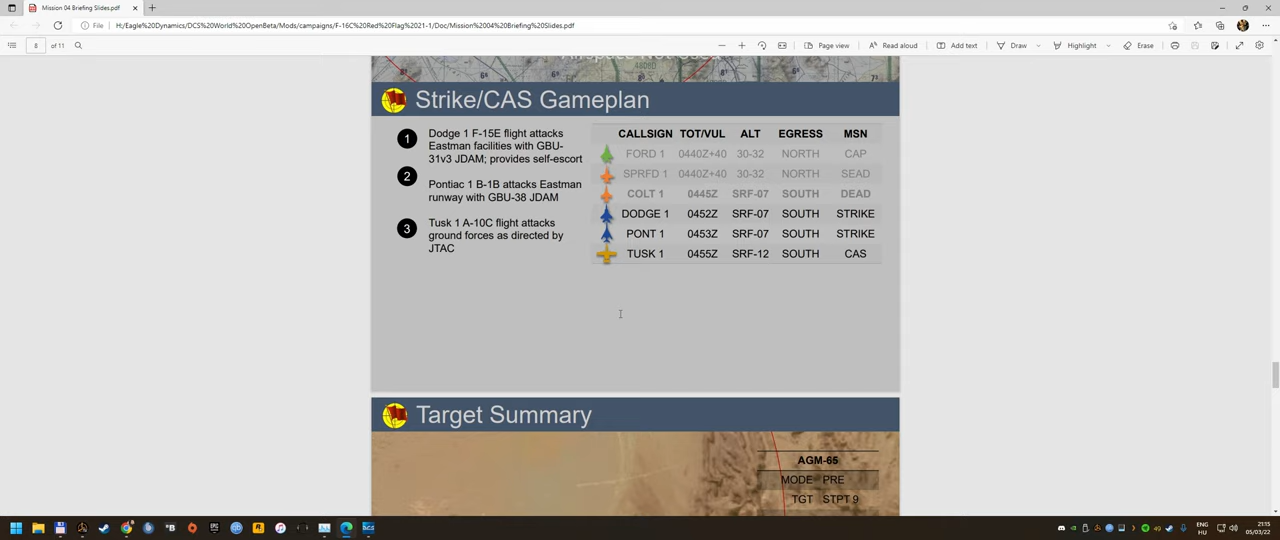 Mission 04 Briefing Slides.pdf
File
H:/Eagle%20Dynamics/DCS%20World%20OpenBeta/Mods/campaigns/F-16C%20Red%20Flag%2021-1/Doc/Mission%2004%20Briefing%20Slides.pdf
8 of 11
Page view
Read aloud
Add text
Draw
Highlight
Erase
Airspace Not Used
Strike/CAS Gameplan
1 Dodge 1 F-15E flight attacks
Eastman facilities with GBU-
31v3 JDAM; provides self-escort
2 Pontiac 1 B-1B attacks Eastman
runway with GBU-38 JDAM
3 Tusk 1 A-10C flight attacks
ground forces as directed by
JTAC
CALLSIGN TOT/VUL ALT EGRESS MSN
FORD 1 0440Z+40 30-32 NORTH CAP
SPRFD 1 0440Z+40 30-32 NORTH SEAD
COLT 1 0445Z SRF-07 SOUTH DEAD
DODGE 1 0452Z SRF-07 SOUTH STRIKE
PONT 1 0453Z SRF-07 SOUTH STRIKE
TUSK 1 0455Z SRF-12 SOUTH CAS
Target Summary
AGM-65
MODE PRE
TGT STPT 9
ENG
HU
21:15
05/03/22